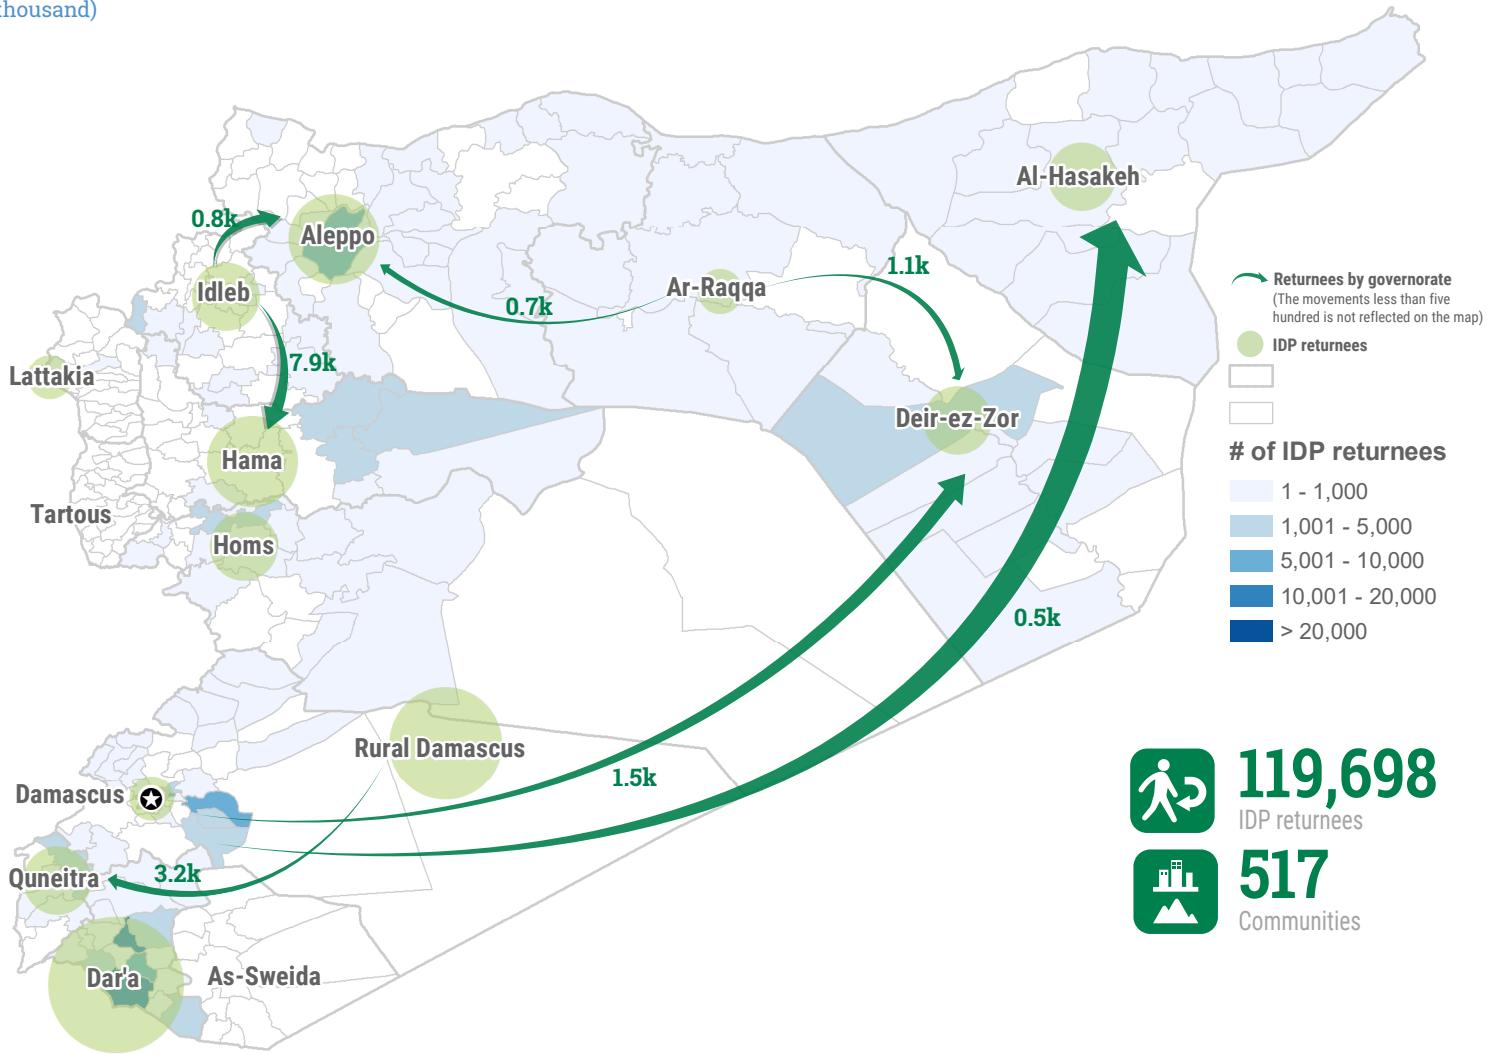 thousand)
Al-Hasakeh
0.8k
Aleppo
Idleb
Ar-Raqqa
1.1k
0.7k
7.9k
Lattakia
Deir-ez-Zor
Hama
Tartous
Homs
0.5k
Rural Damascus
1.5k
Damascus
Quneitra
3.2k
Dar'a
As-Sweida
Returnees by governorate
(The movements less than five
hundred is not reflected on the map)
IDP returnees
# of IDP returnees
1 - 1,000
1,001 - 5,000
5,001 - 10,000
10,001 - 20,000
> 20,000
119,698
IDP returnees
517
Communities